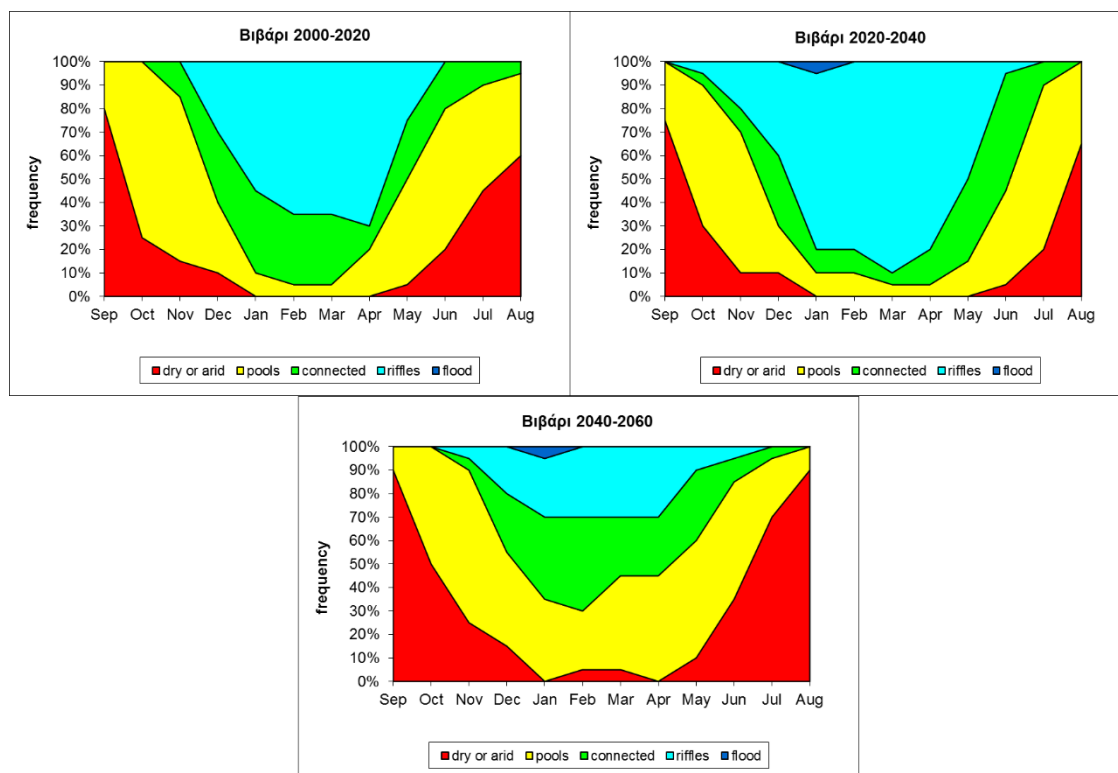 Βιβάρι 2000-2020
100%
90%
80%
70%
60%
50%
40%
30%
20%
10%
0%
frequency
Sep Oct Nov Dec Jan Feb Mar Apr May Jun Jul Aug
dry or arid pools connected riffles flood
Βιβάρι 2020-2040
100%
90%
80%
70%
60%
50%
40%
30%
20%
10%
0%
frequency
Sep Oct Nov Dec Jan Feb Mar Apr May Jun Jul Aug
dry or arid pools connected riffles flood
Βιβάρι 2040-2060
100%
90%
80%
70%
60%
50%
40%
30%
20%
10%
0%
frequency
Sep Oct Nov Dec Jan Feb Mar Apr May Jun Jul Aug
dry or arid pools connected riffles flood